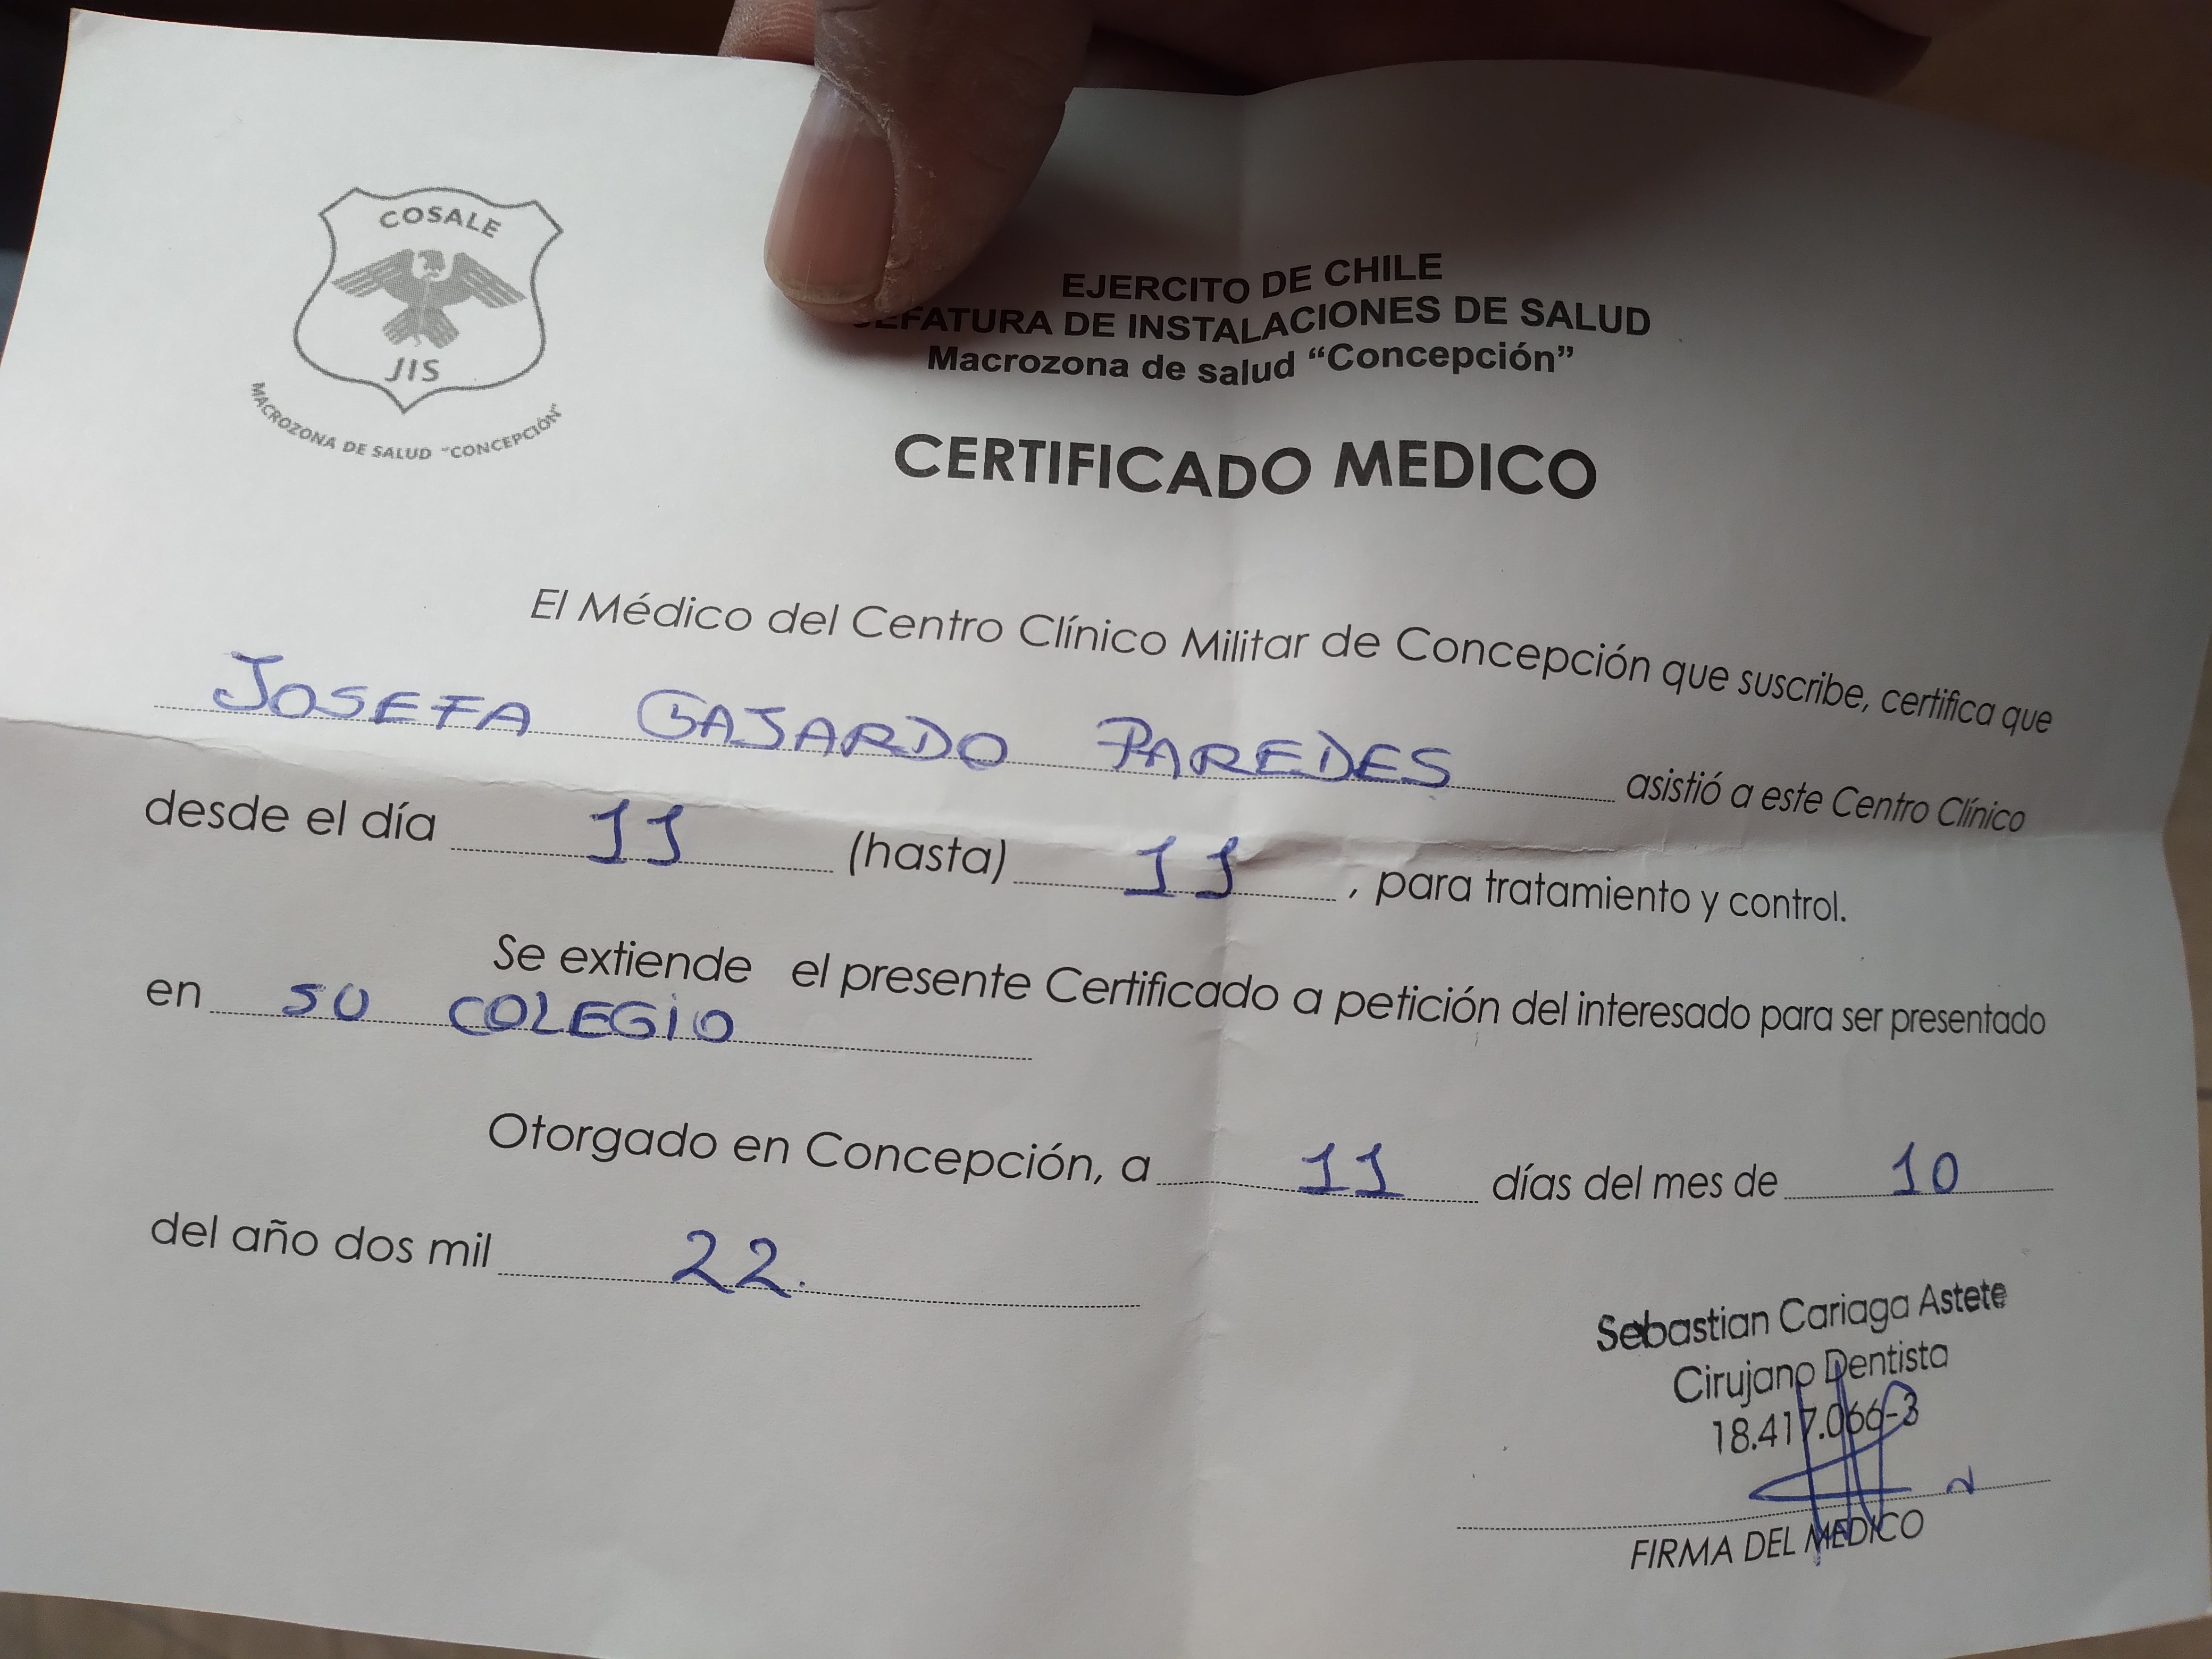 COSALE
JIS
MACROZONA DE SALUD "CONCEPCIÓN"
EJERCITO DE CHILE
JEFATURA DE INSTALACIONES DE SALUD
Macrozona de salud “Concepción”
CERTIFICADO MEDICO
El Médico del Centro Clínico Militar de Concepción que suscribe, certifica que
JOSEFA GAJARDO PAREDES asistió a este Centro Clínico
desde el día 11 (hasta) 11, para tratamiento y control.
Se extiende el presente Certificado a petición del interesado para ser presentado
en SU COLEGIO
Otorgado en Concepción, a 11 días del mes de 10
del año dos mil 22.
Sebastian Cariaga Astete
Cirujano Dentista
18.417.066-3
FIRMA DEL MEDICO